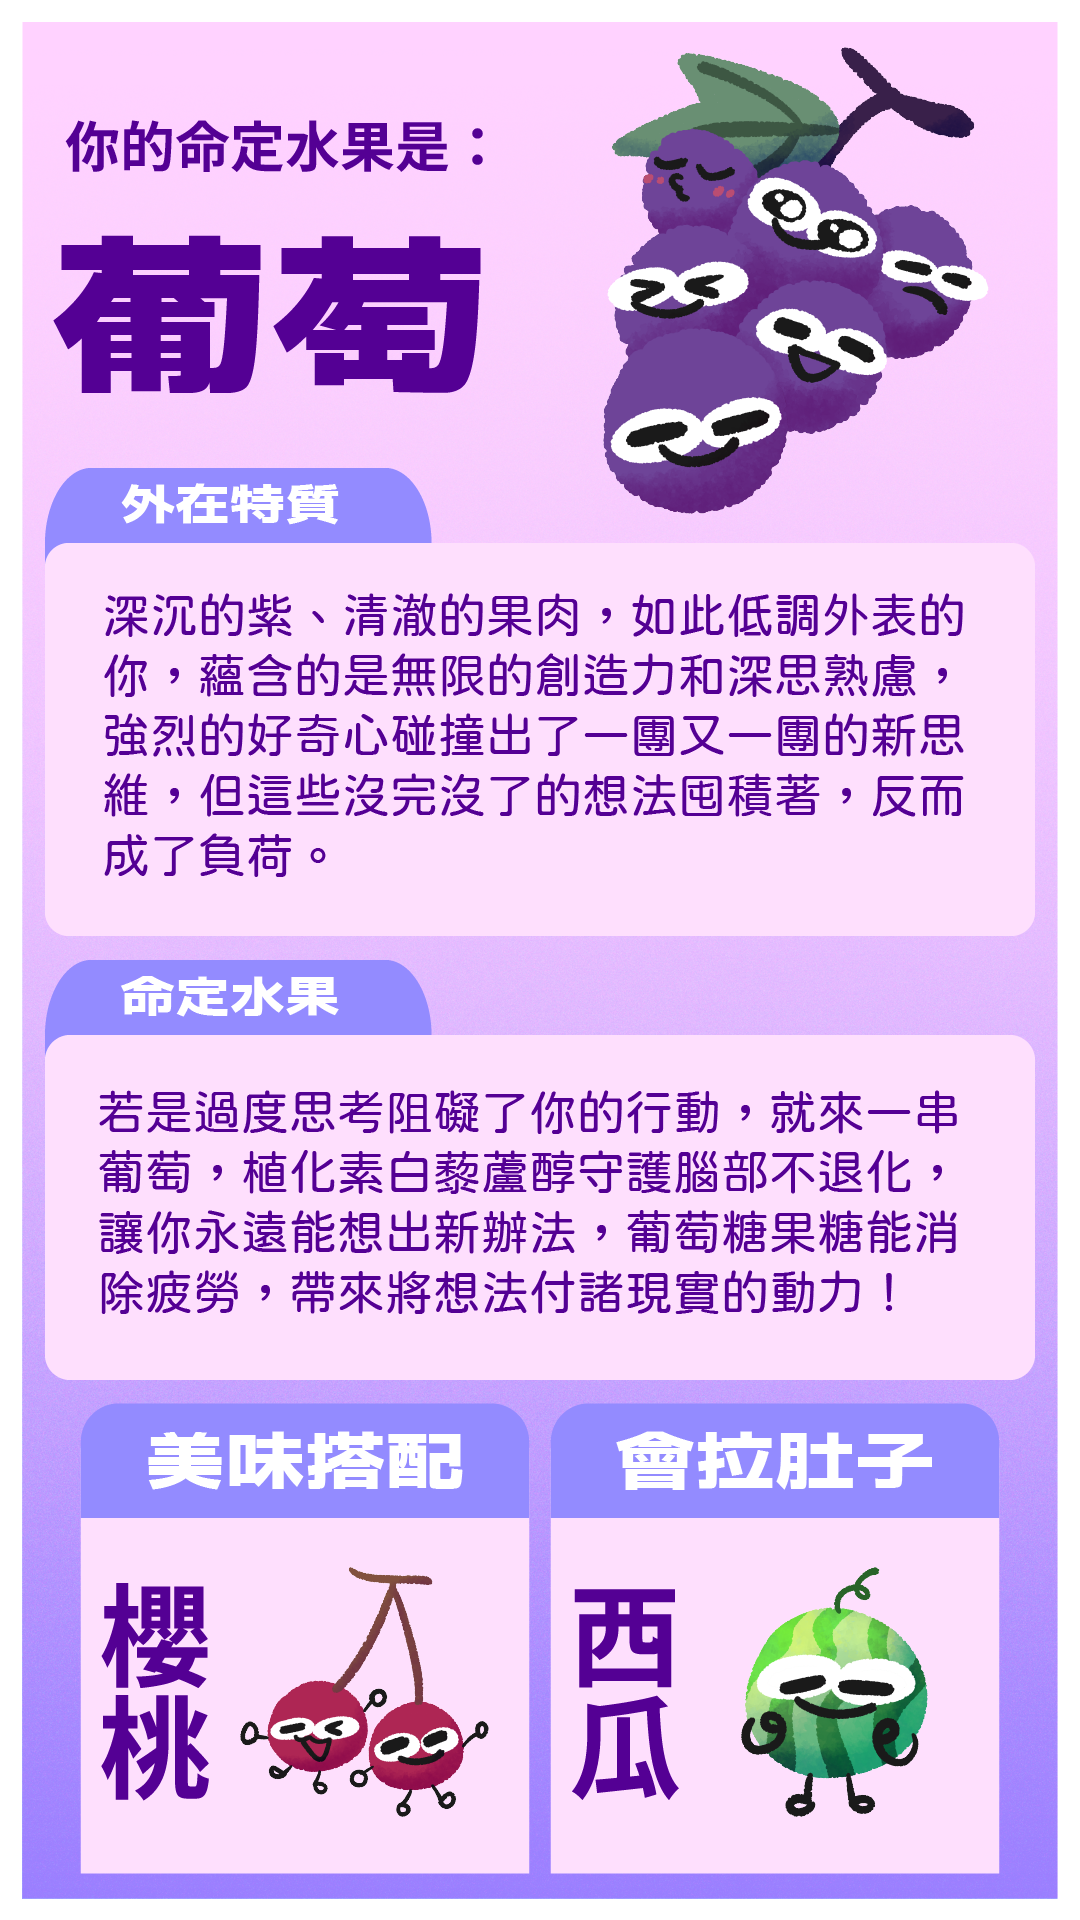 你的命定水果是：
葡萄
外在特質
深沉的紫、清澈的果肉，如此低調外表的
你，蘊含的是無限的創造力和深思熟慮，
強烈的好奇心碰撞出了一團又一團的新思
維，但這些沒完沒了的想法囤積著，反而
成了負荷。
命定水果
若是過度思考阻礙了你的行動，就來一串
葡萄，植化素白藜蘆醇守護腦部不退化，
讓你永遠能想出新辦法，葡萄糖果糖能消
除疲勞，帶來將想法付諸現實的動力！
美味搭配
櫻桃
會拉肚子
西瓜